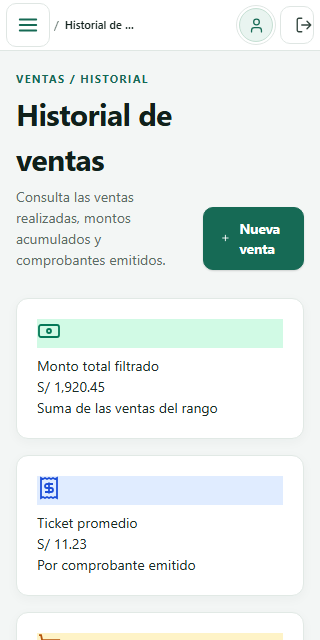 / Historial de ...
VENTAS / HISTORIAL
Historial de
ventas
Consulta las ventas
realizadas, montos
acumulados y
comprobantes emitidos.
+ Nueva
venta
Monto total filtrado
S/ 1,920.45
Suma de las ventas del rango
Ticket promedio
S/ 11.23
Por comprobante emitido